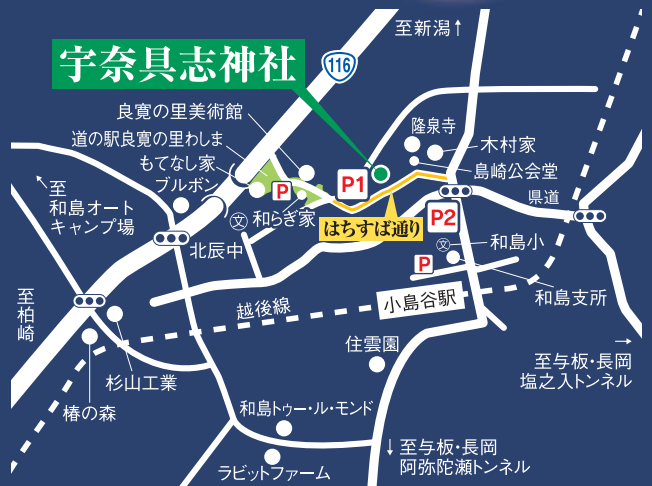 至新潟↑
宇奈具志神社
116
良寛の里美術館
隆泉寺
道の駅良寛の里わしま
木村家
もてなし家
島崎公会堂
ブルボン
P
P1
県道
←至
和島オート
キャンプ場
文
和らぎ家
P2
はちすば通り
北辰中
文
和島小
P
至柏崎
越後線
小島谷駅
和島支所
住雲園
至与板・長岡→
塩之入トンネル
杉山工業
椿の森
和島トゥー・ル・モンド
↓至与板・長岡
阿弥陀瀬トンネル
ラビットファーム